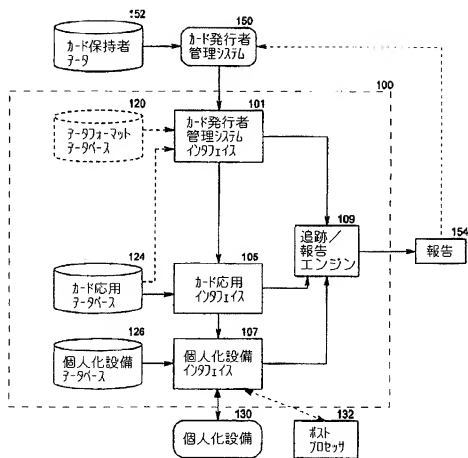 152
カード保持者
データ
150
カード発行者
管理システム
100
120
データフォーマット
データベース
101
カード発行者
管理システム
インタフェイス
109
追跡／
報告
エンジン
154
報告
124
カード応用
データベース
105
カード応用
インタフェイス
126
個人化設備
データベース
107
個人化設備
インタフェイス
130
個人化設備
132
ポスト
プロセッサ